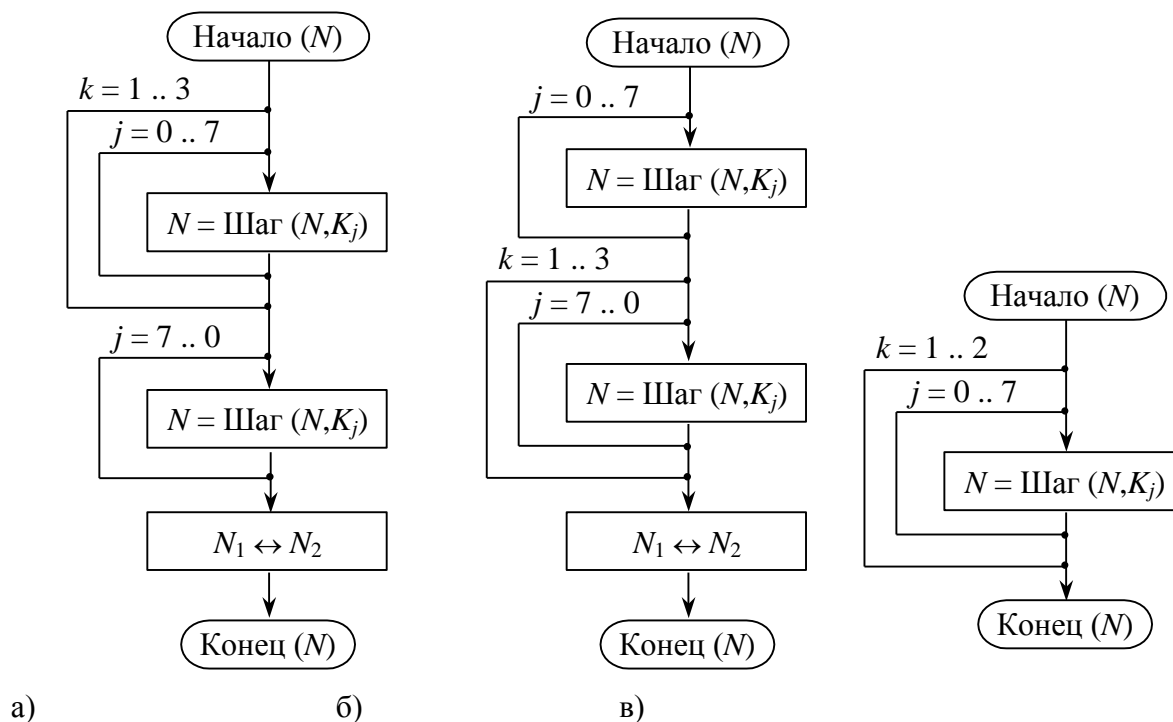 Начало (N)
k = 1 .. 3
j = 0 .. 7
N = Шаг (N,Kj)
j = 7 .. 0
N = Шаг (N,Kj)
N1 ↔ N2
Конец (N)
Начало (N)
j = 0 .. 7
N = Шаг (N,Kj)
k = 1 .. 3
j = 7 .. 0
N = Шаг (N,Kj)
N1 ↔ N2
Конец (N)
Начало (N)
k = 1 .. 2
j = 0 .. 7
N = Шаг (N,Kj)
Конец (N)
а) б) в)